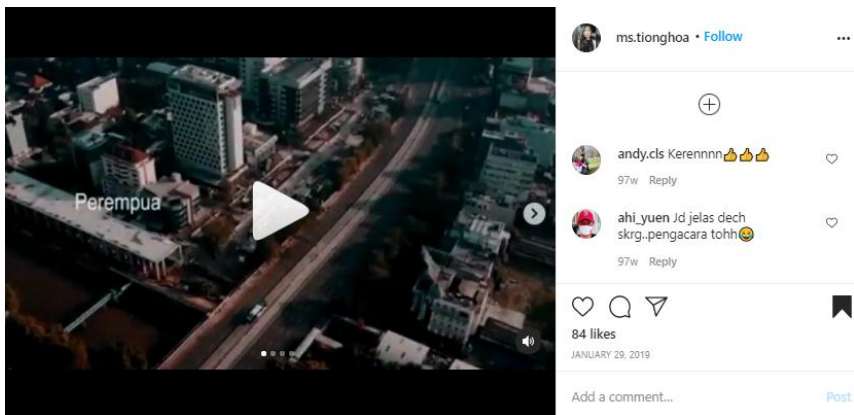 ms.tionghoa • Follow
Perempua
andy.cls Kerennnn👍👍👍
97w Reply
ahi_yuen Jd jelas dech
skrg..pengacara tohh😂
97w Reply
84 likes
JANUARY 29, 2019
Add a comment... Post